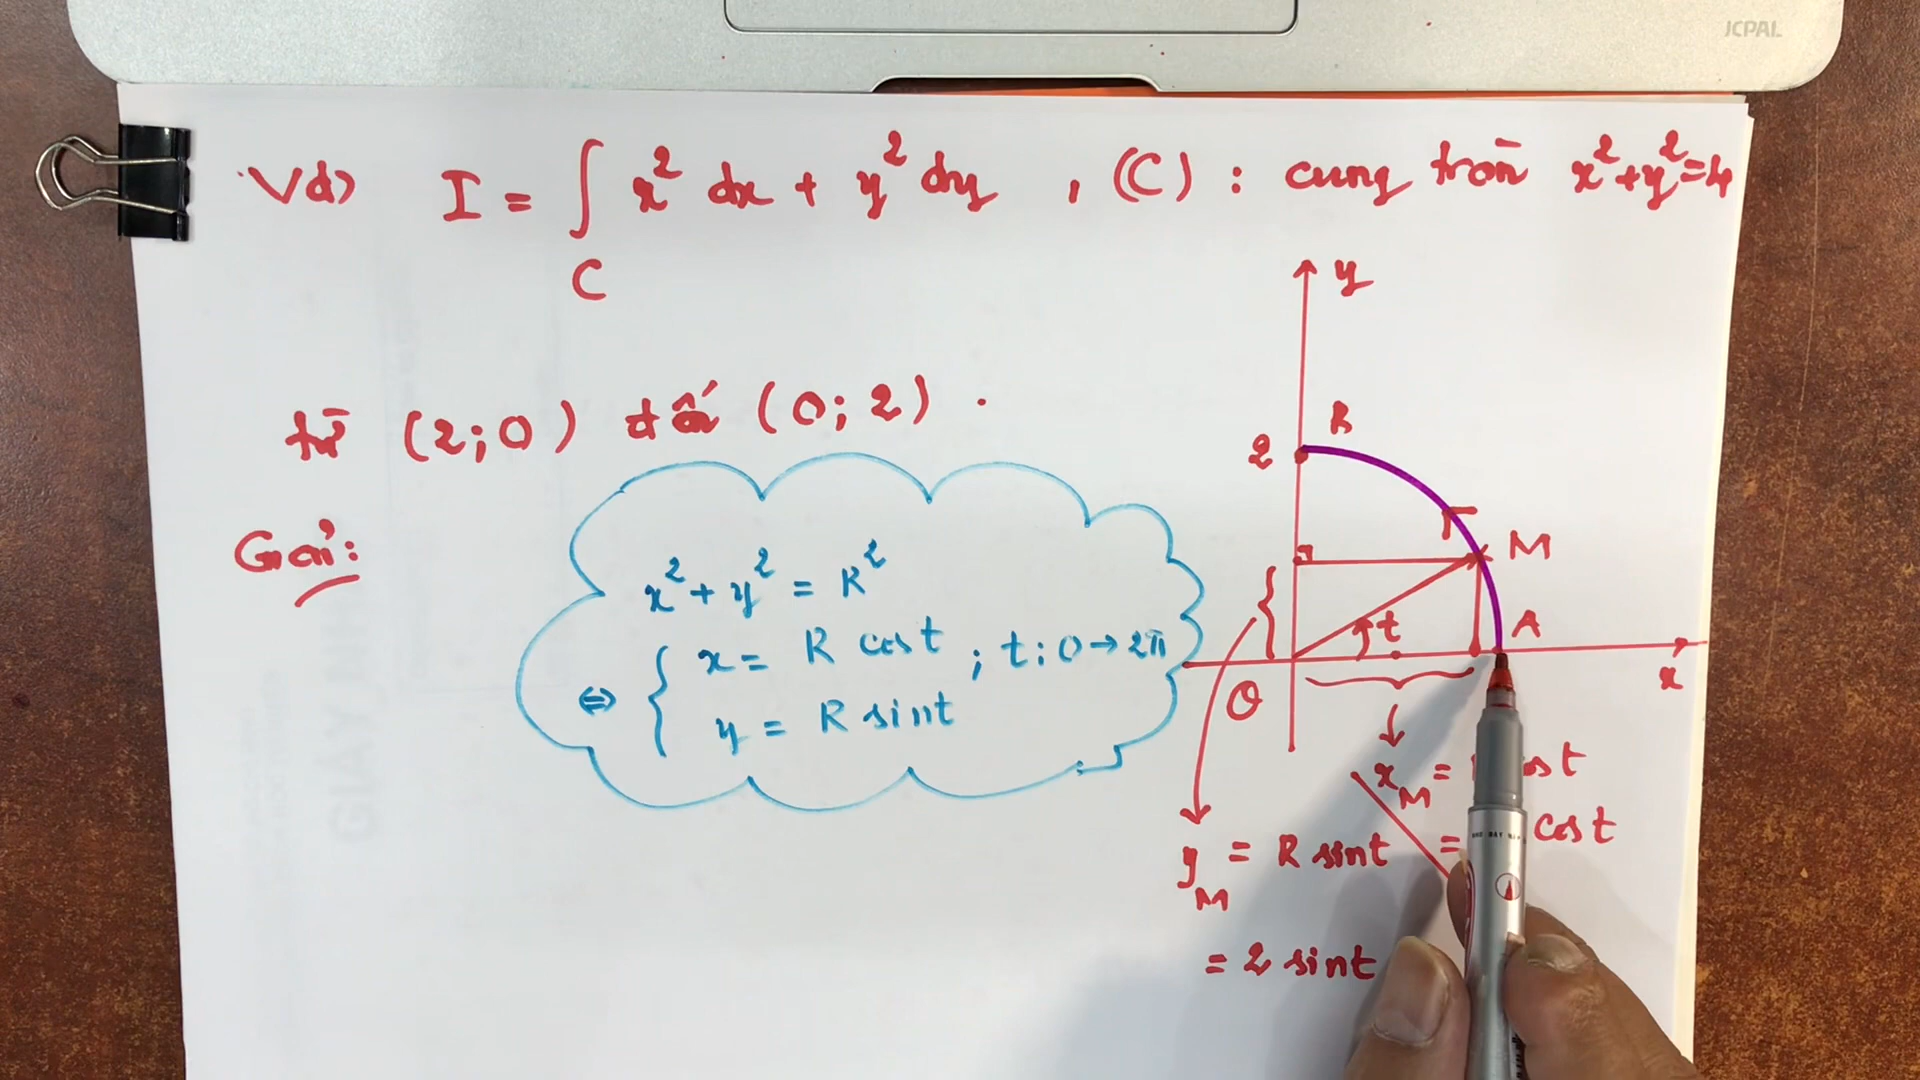 JCPAL
Vd) I = ∫ x² dx + y² dy , (C) : cung tròn x²+y²=4
C
từ (2;0) đến (0;2) .
Giải:
x² + y² = R²
⇔ { x = R cost ; t : 0 → 2π
y = R sint
y
2 B
M
t A
O x
x_M = cost
y_M = R sint = cost
= 2 sint